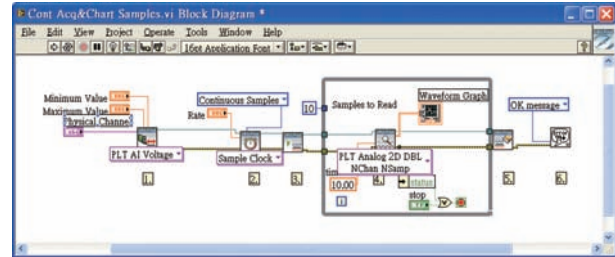 Cont Acq&Chart Samples.vi Block Diagram *
File Edit View Project Operate Tools Window Help
16pt Application Font
Minimum Value
Maximum Value
Physical Channel
PLT AI Voltage
Continuous Samples
Rate
Sample Clock
10
Samples to Read
Waveform Graph
PLT Analog 2D DBL
NChan NSamp
10.00
status
stop
i
OK message
1. 2. 3. 4. 5. 6.